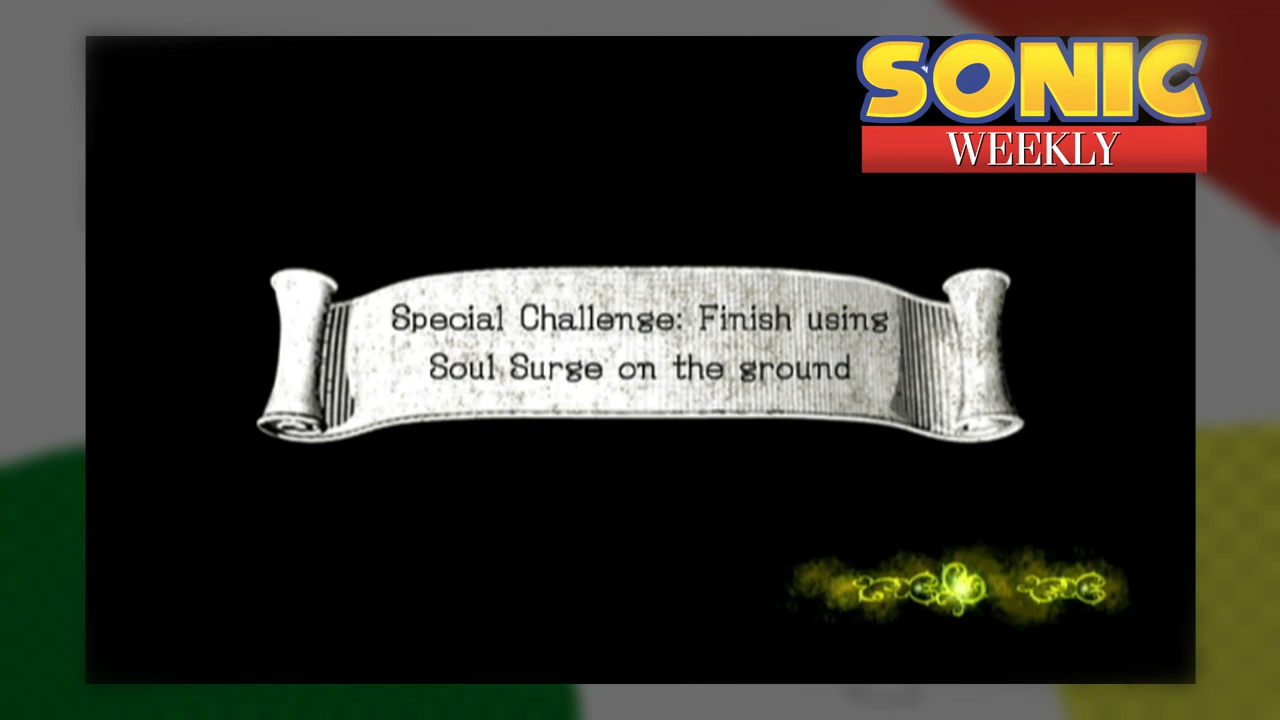 SONIC
WEEKLY
Special Challenge: Finish using
Soul Surge on the ground